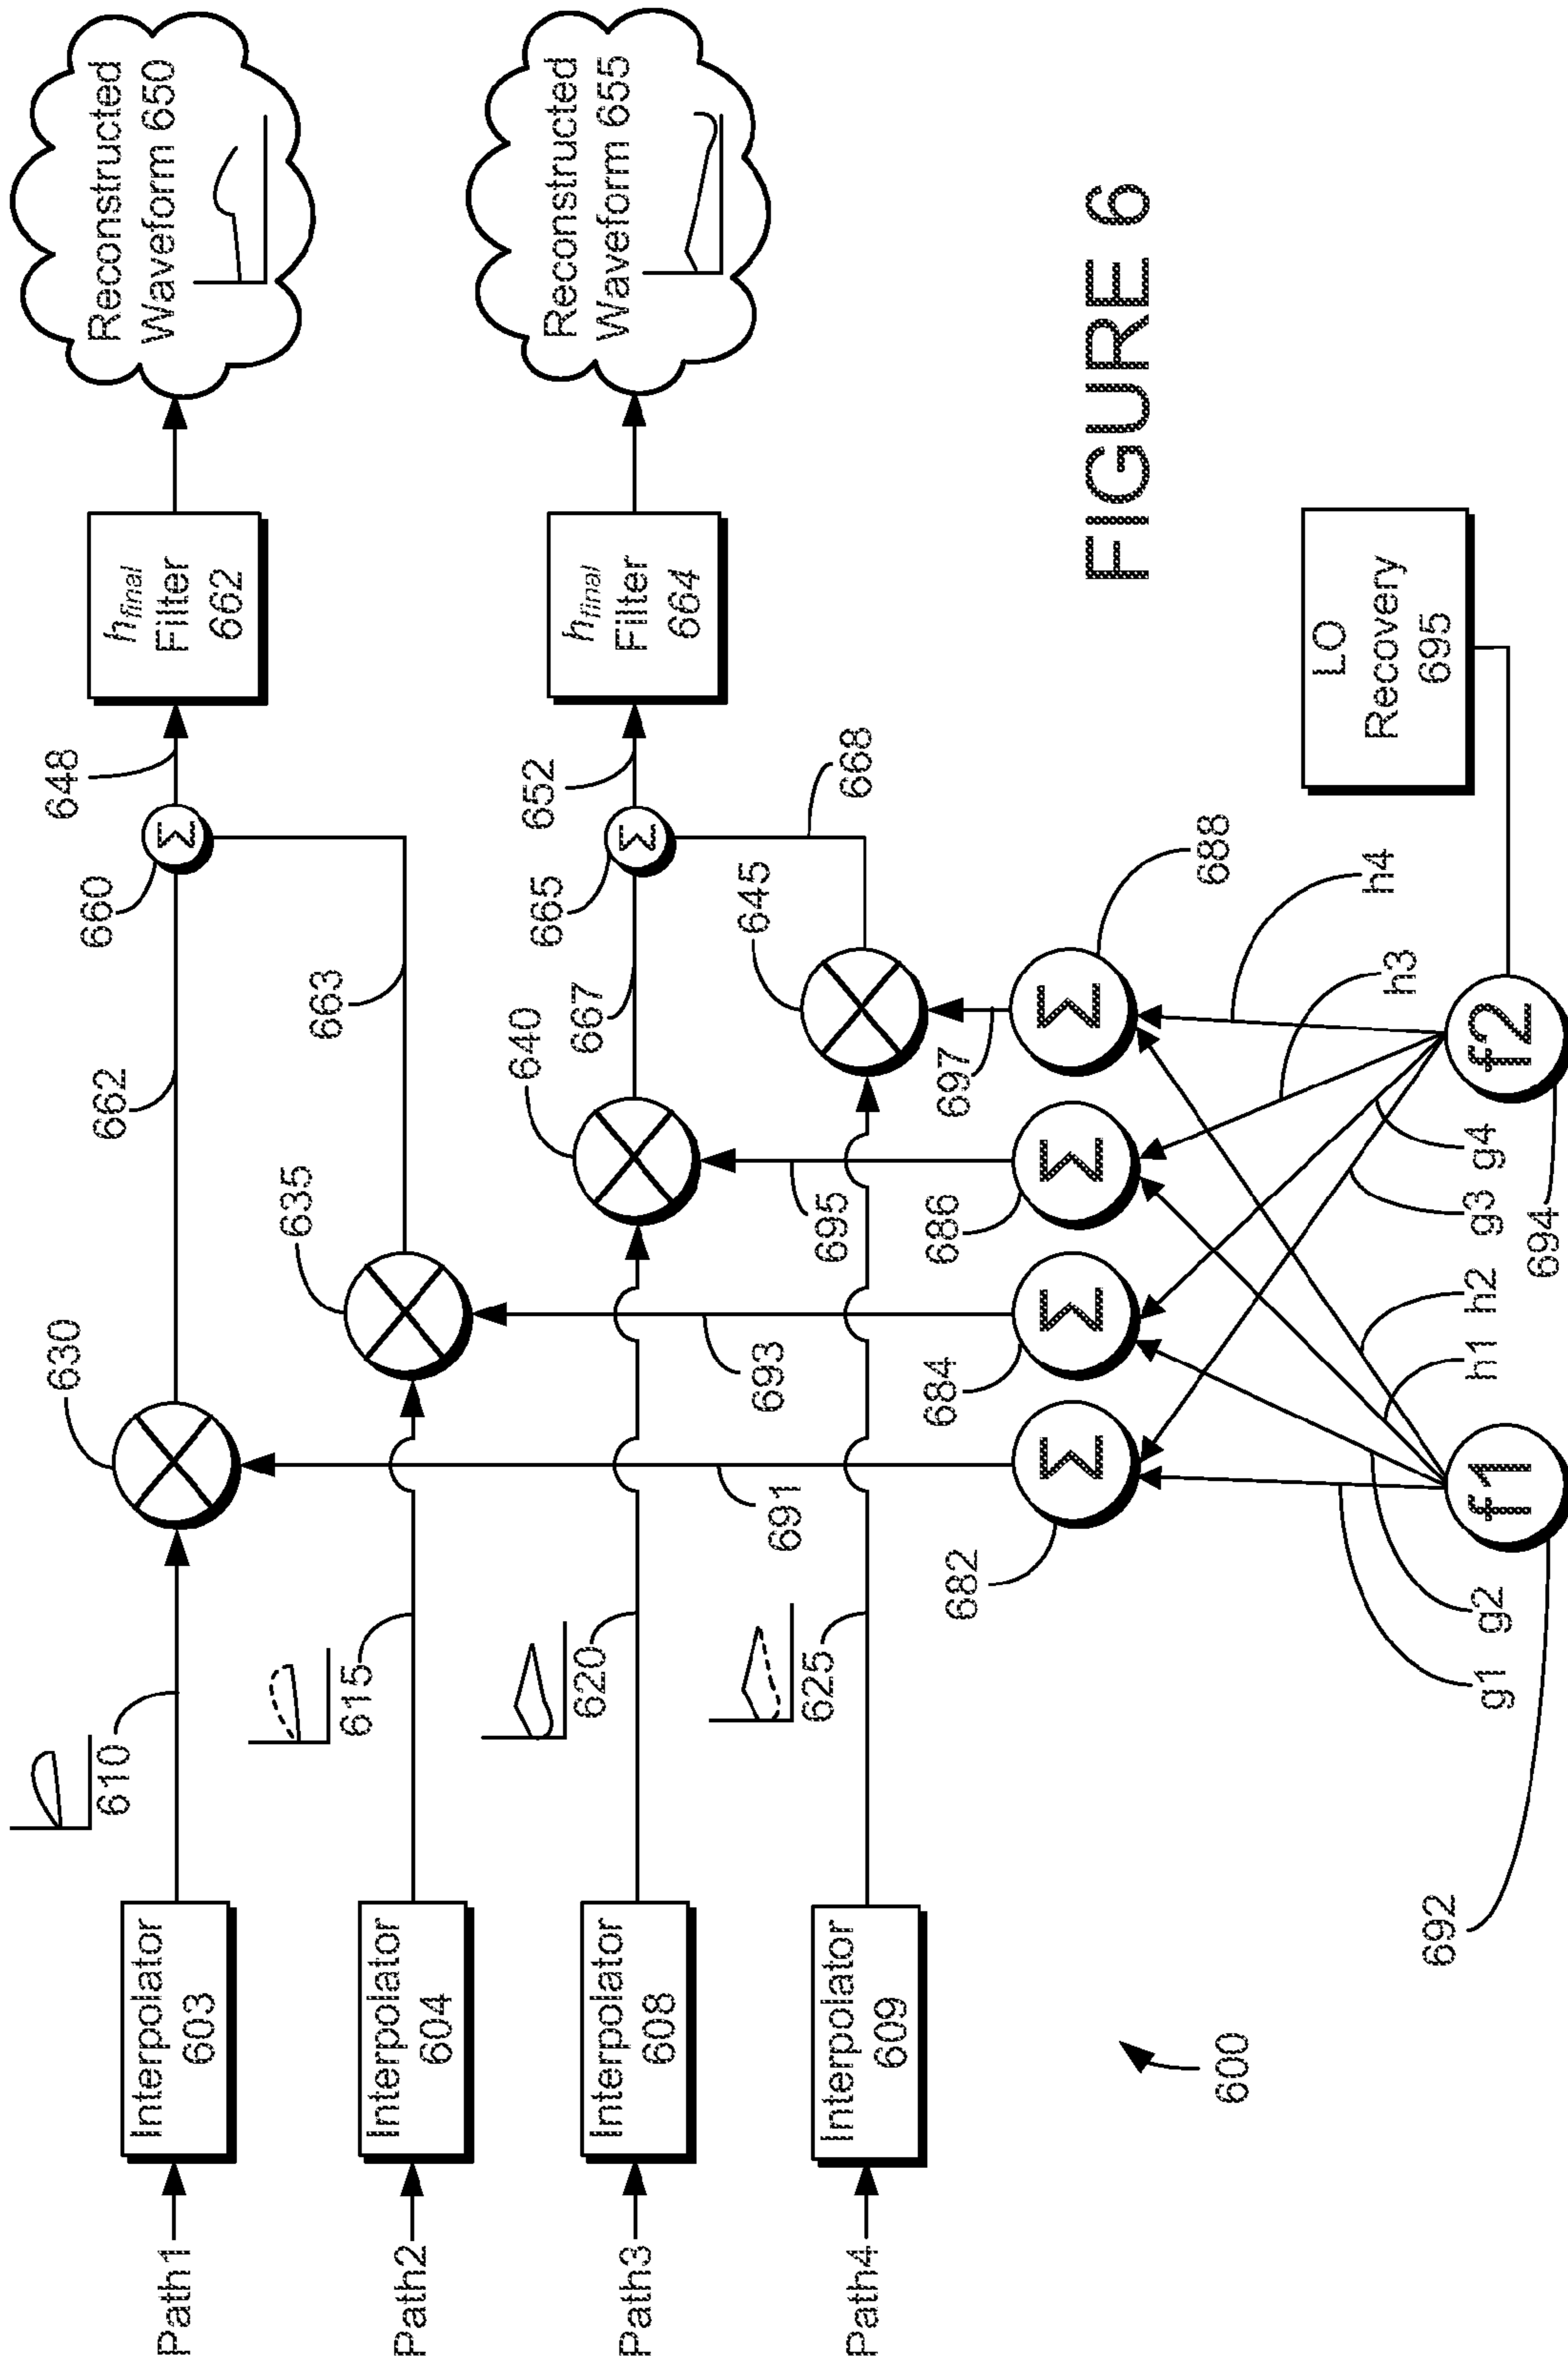 Path1
Interpolator
603
610
630
662
660
648
hfinal
Filter
662
Reconstructed
Waveform 650
Path2
Interpolator
604
615
635
663
Path3
Interpolator
608
620
640
667
665
652
hfinal
Filter
664
Reconstructed
Waveform 655
Path4
Interpolator
609
625
645
668
Σ
Σ
691
693
695
697
682
Σ
684
Σ
686
Σ
Σ
688
g1
g2
h1
h2
g3
g4
h3
h4
f1
692
f2
694
LO
Recovery
695
600
FIGURE 6